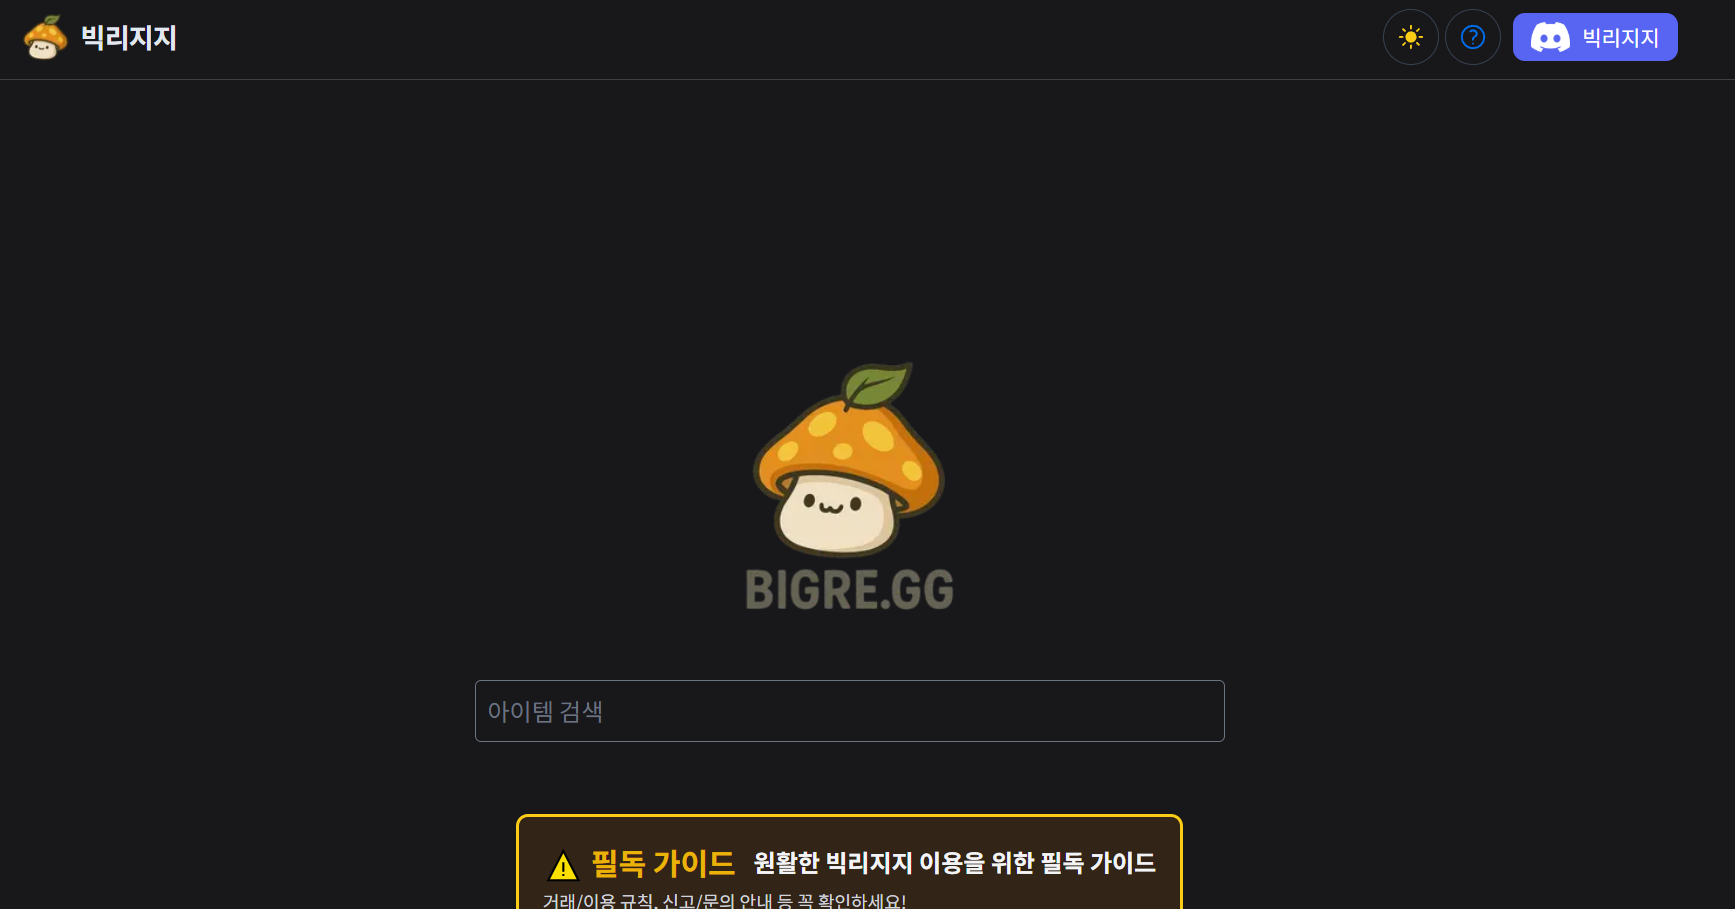 빅리지지
빅리지지
BIGRE.GG
아이템 검색
필독 가이드 원활한 빅리지지 이용을 위한 필독 가이드
거래/이용 규칙, 신고/문의 안내 등 꼭 확인하세요!